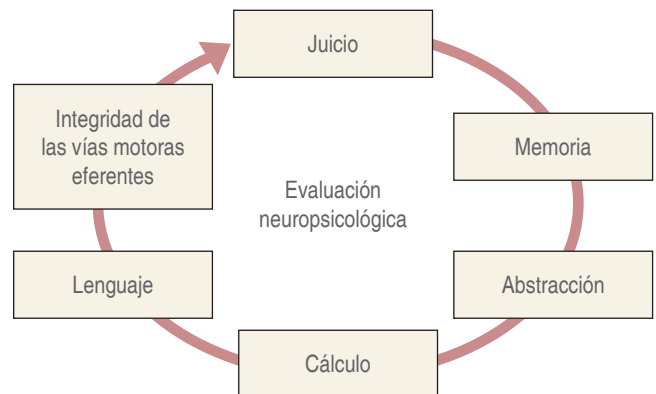 Juicio
Memoria
Abstracción
Cálculo
Lenguaje
Integridad de
las vías motoras
eferentes
Evaluación
neuropsicológica